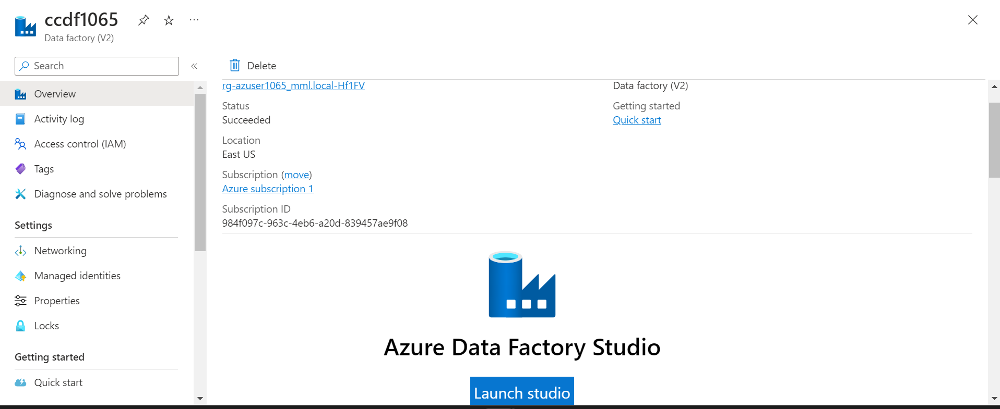 ccdf1065
Data factory (V2)
Search
Overview
Activity log
Access control (IAM)
Tags
Diagnose and solve problems
Settings
Networking
Managed identities
Properties
Locks
Getting started
Quick start
Delete
rg-azuser1065_mml.local-Hf1FV
Status
Succeeded
Location
East US
Subscription (move)
Azure subscription 1
Subscription ID
984f097c-963c-4eb6-a20d-839457ae9f08
Data factory (V2)
Getting started
Quick start
Azure Data Factory Studio
Launch studio